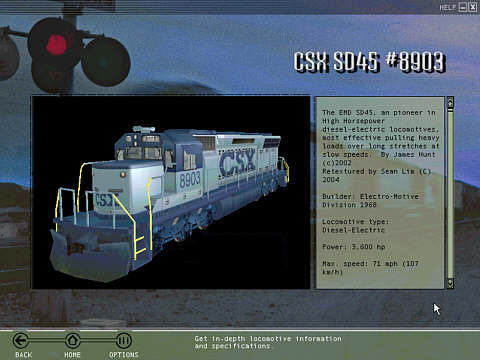 HELP
CSX SD45 #8903
The EMD SD45, an pioneer in
High Horsepower
diesel-electric locomotives,
most effective pulling heavy
loads over long stretches at
slow speeds. By James Hunt
(c)2002
Retextured by Sean Lim (C)
2004
Builder: Electro-Motive
Division 1968
Locomotive type:
Diesel-Electric
Power: 3,600 hp
Max. speed: 71 mph (107
km/h)
8903
CSX
CSX
Get in-depth locomotive information
and specifications.
BACK
HOME
OPTIONS